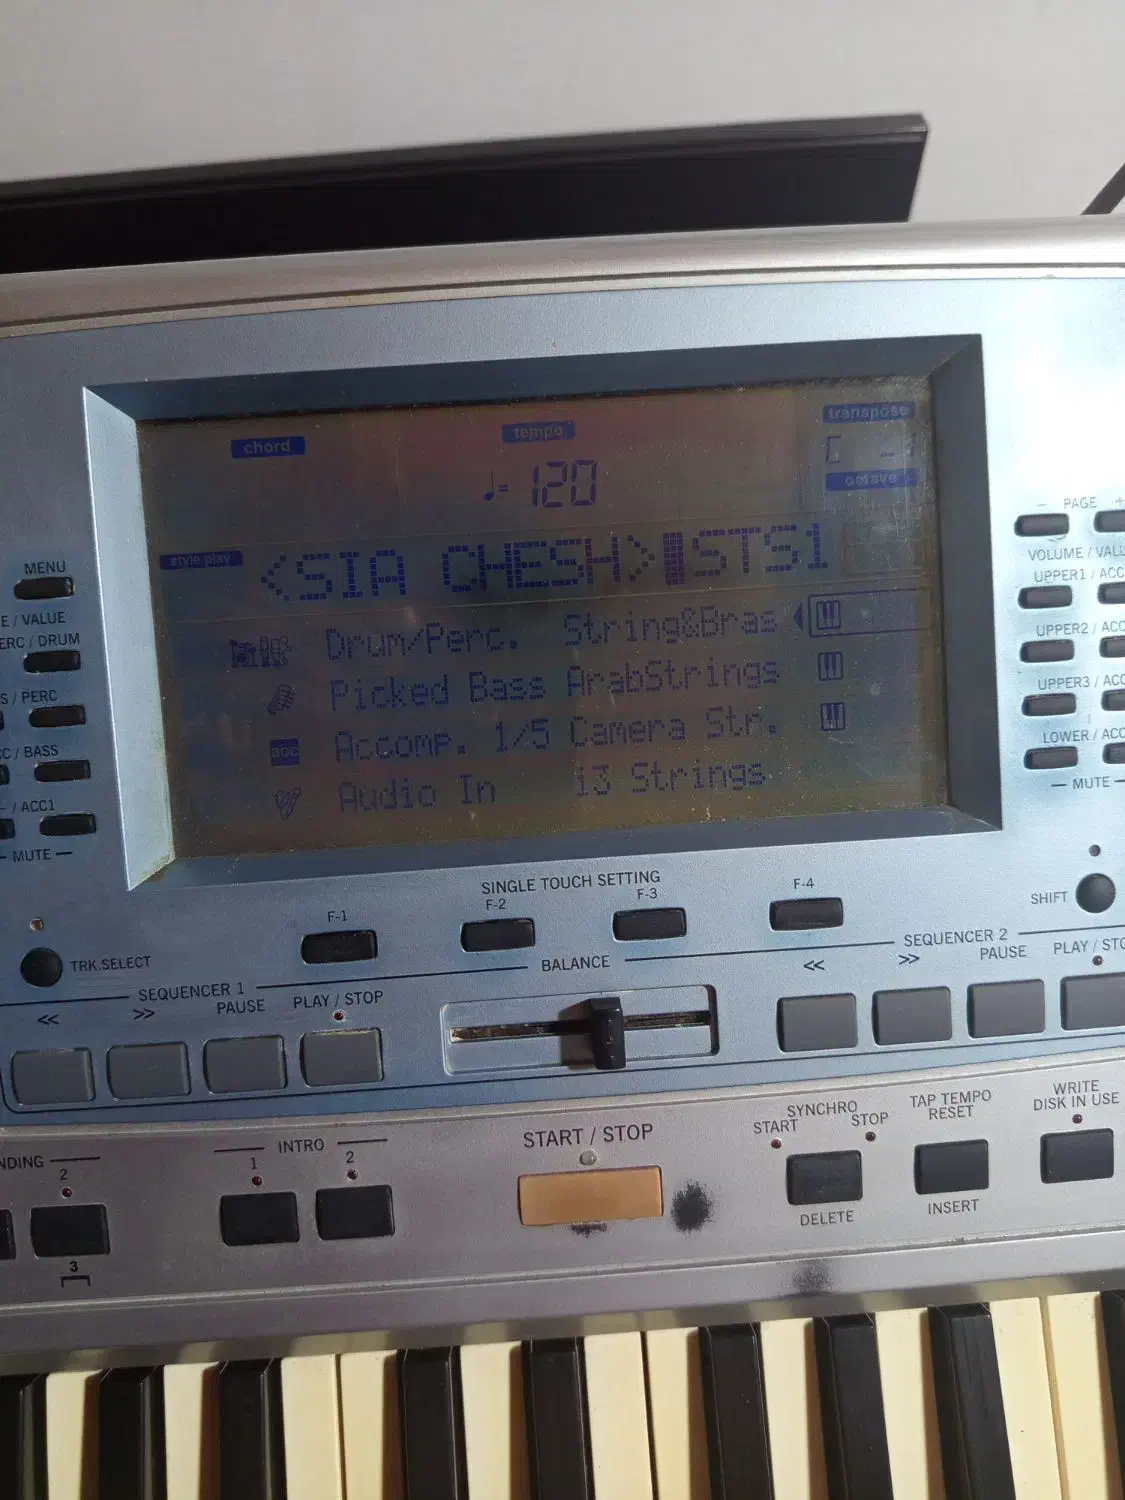 chord
tempo
transpose
♩= 120
octave
style play
<SIA CHESH> STS1
Drum/Perc. String&Bras
Picked Bass ArabStrings
acc
Accomp. 1/5 Camera Str.
Audio In i3 Strings
MENU
E / VALUE
ERC / DRUM
S / PERC
CC / BASS
/ ACC1
— MUTE —
— PAGE +
VOLUME / VALU
UPPER1 / ACC
UPPER2 / ACC
UPPER3 / ACC
LOWER / ACC
— MUTE —
SINGLE TOUCH SETTING
F-1 F-2 F-3 F-4
SHIFT
TRK.SELECT
BALANCE
SEQUENCER 1
<< >> PAUSE PLAY / STOP
SEQUENCER 2
<< >> PAUSE PLAY / STO
NDING
2
3
INTRO
1 2
START / STOP
SYNCHRO
START STOP
DELETE
TAP TEMPO
RESET
INSERT
WRITE
DISK IN USE